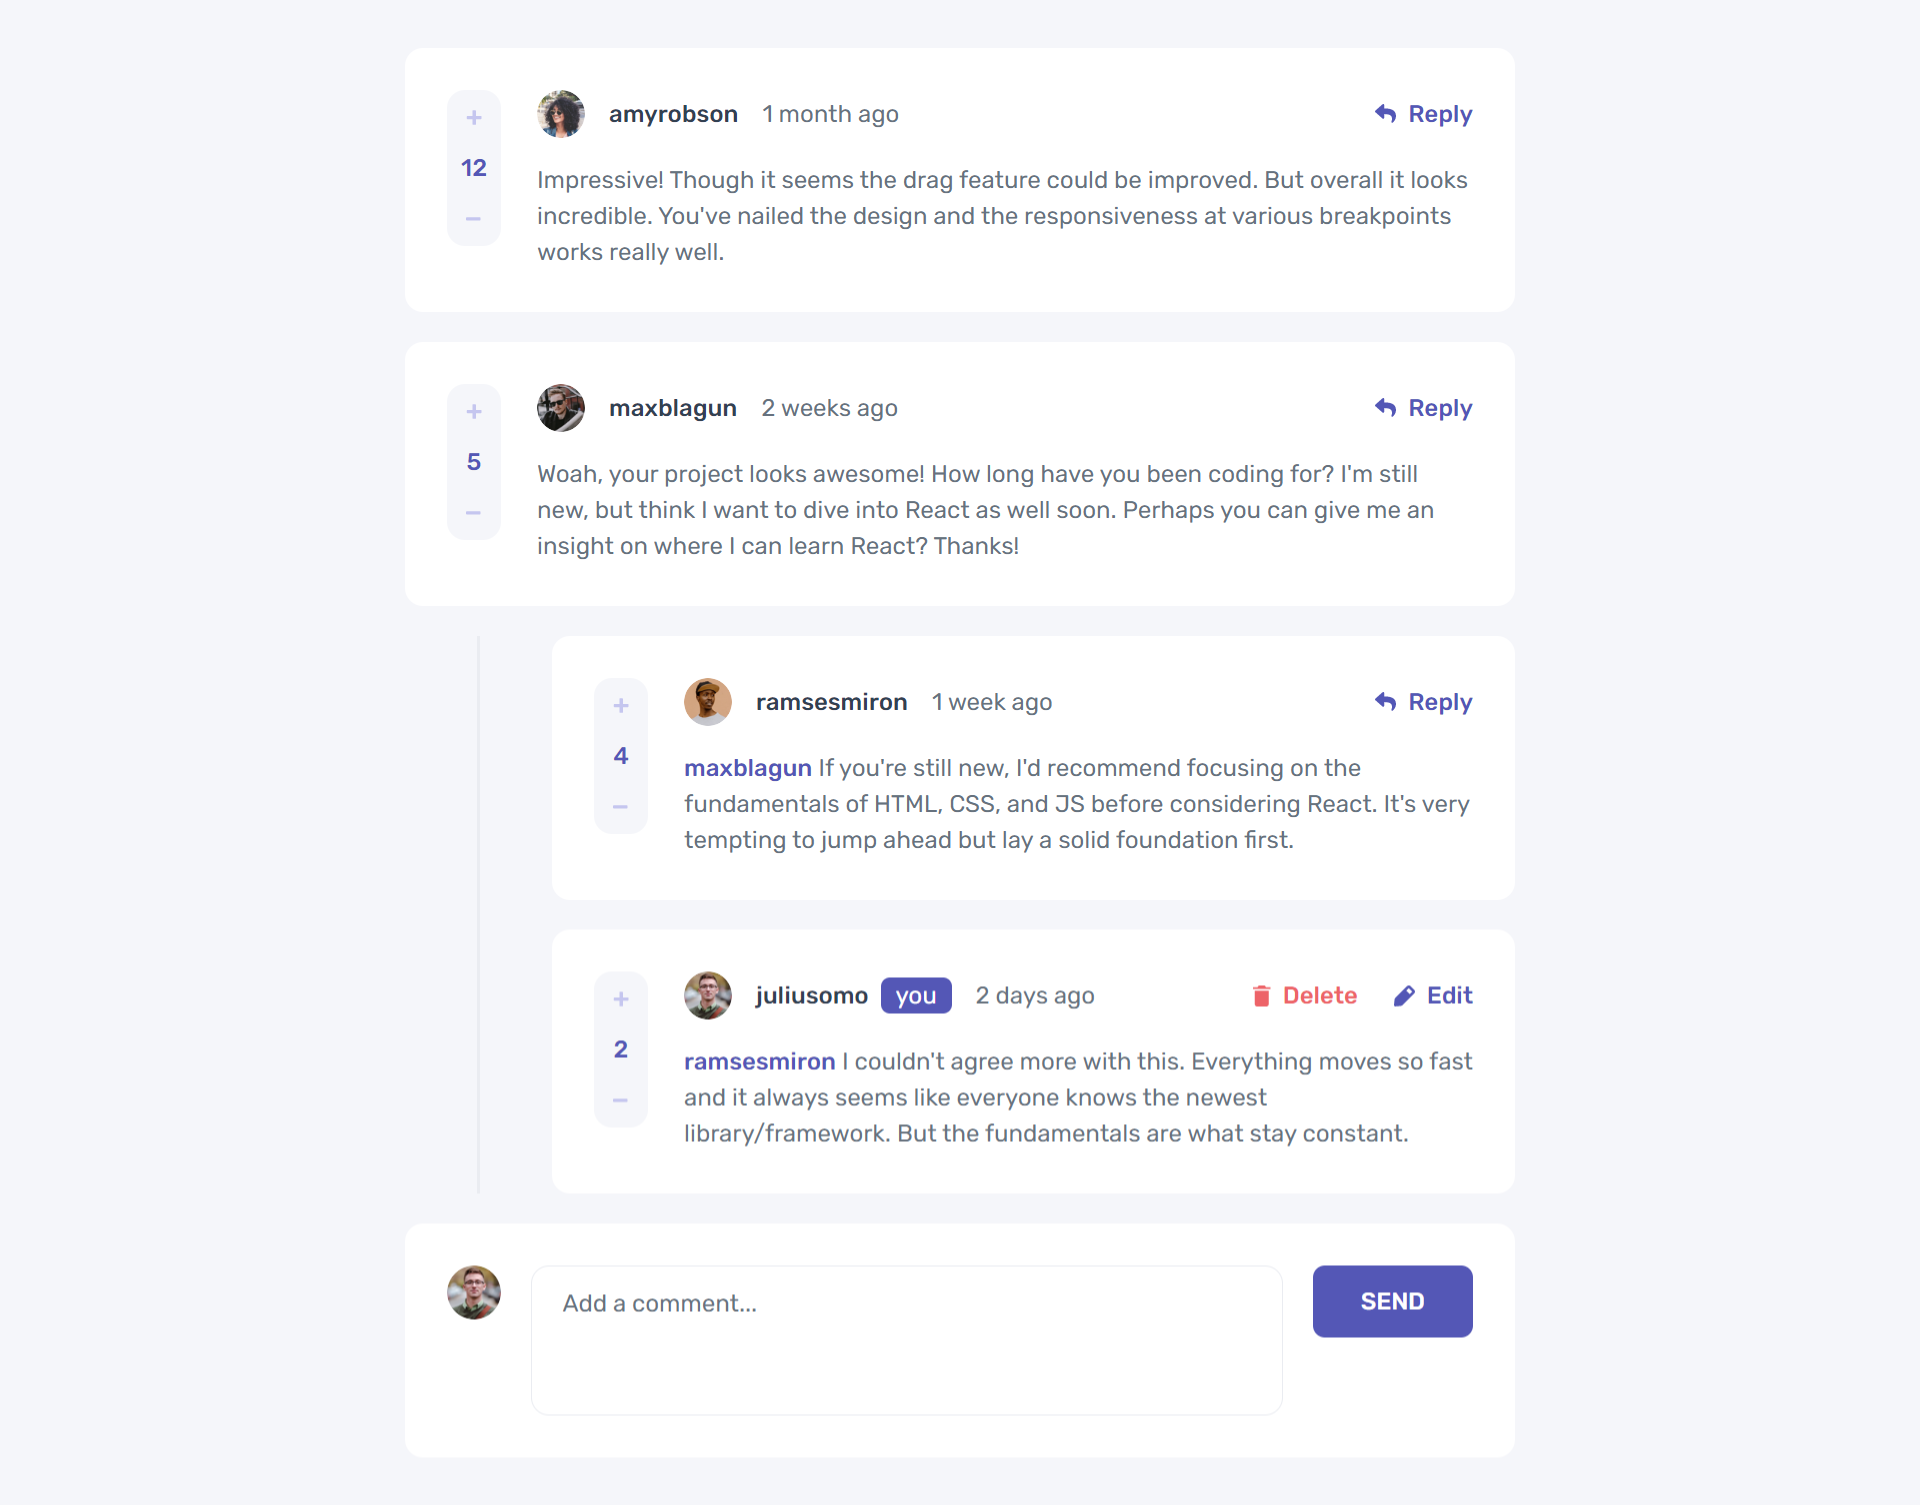 +
12
−
amyrobson 1 month ago Reply
Impressive! Though it seems the drag feature could be improved. But overall it looks
incredible. You've nailed the design and the responsiveness at various breakpoints
works really well.
+
5
−
maxblagun 2 weeks ago Reply
Woah, your project looks awesome! How long have you been coding for? I'm still
new, but think I want to dive into React as well soon. Perhaps you can give me an
insight on where I can learn React? Thanks!
+
4
−
ramsesmiron 1 week ago Reply
maxblagun If you're still new, I'd recommend focusing on the
fundamentals of HTML, CSS, and JS before considering React. It's very
tempting to jump ahead but lay a solid foundation first.
+
2
−
juliusomo you 2 days ago Delete Edit
ramsesmiron I couldn't agree more with this. Everything moves so fast
and it always seems like everyone knows the newest
library/framework. But the fundamentals are what stay constant.
Add a comment...
SEND